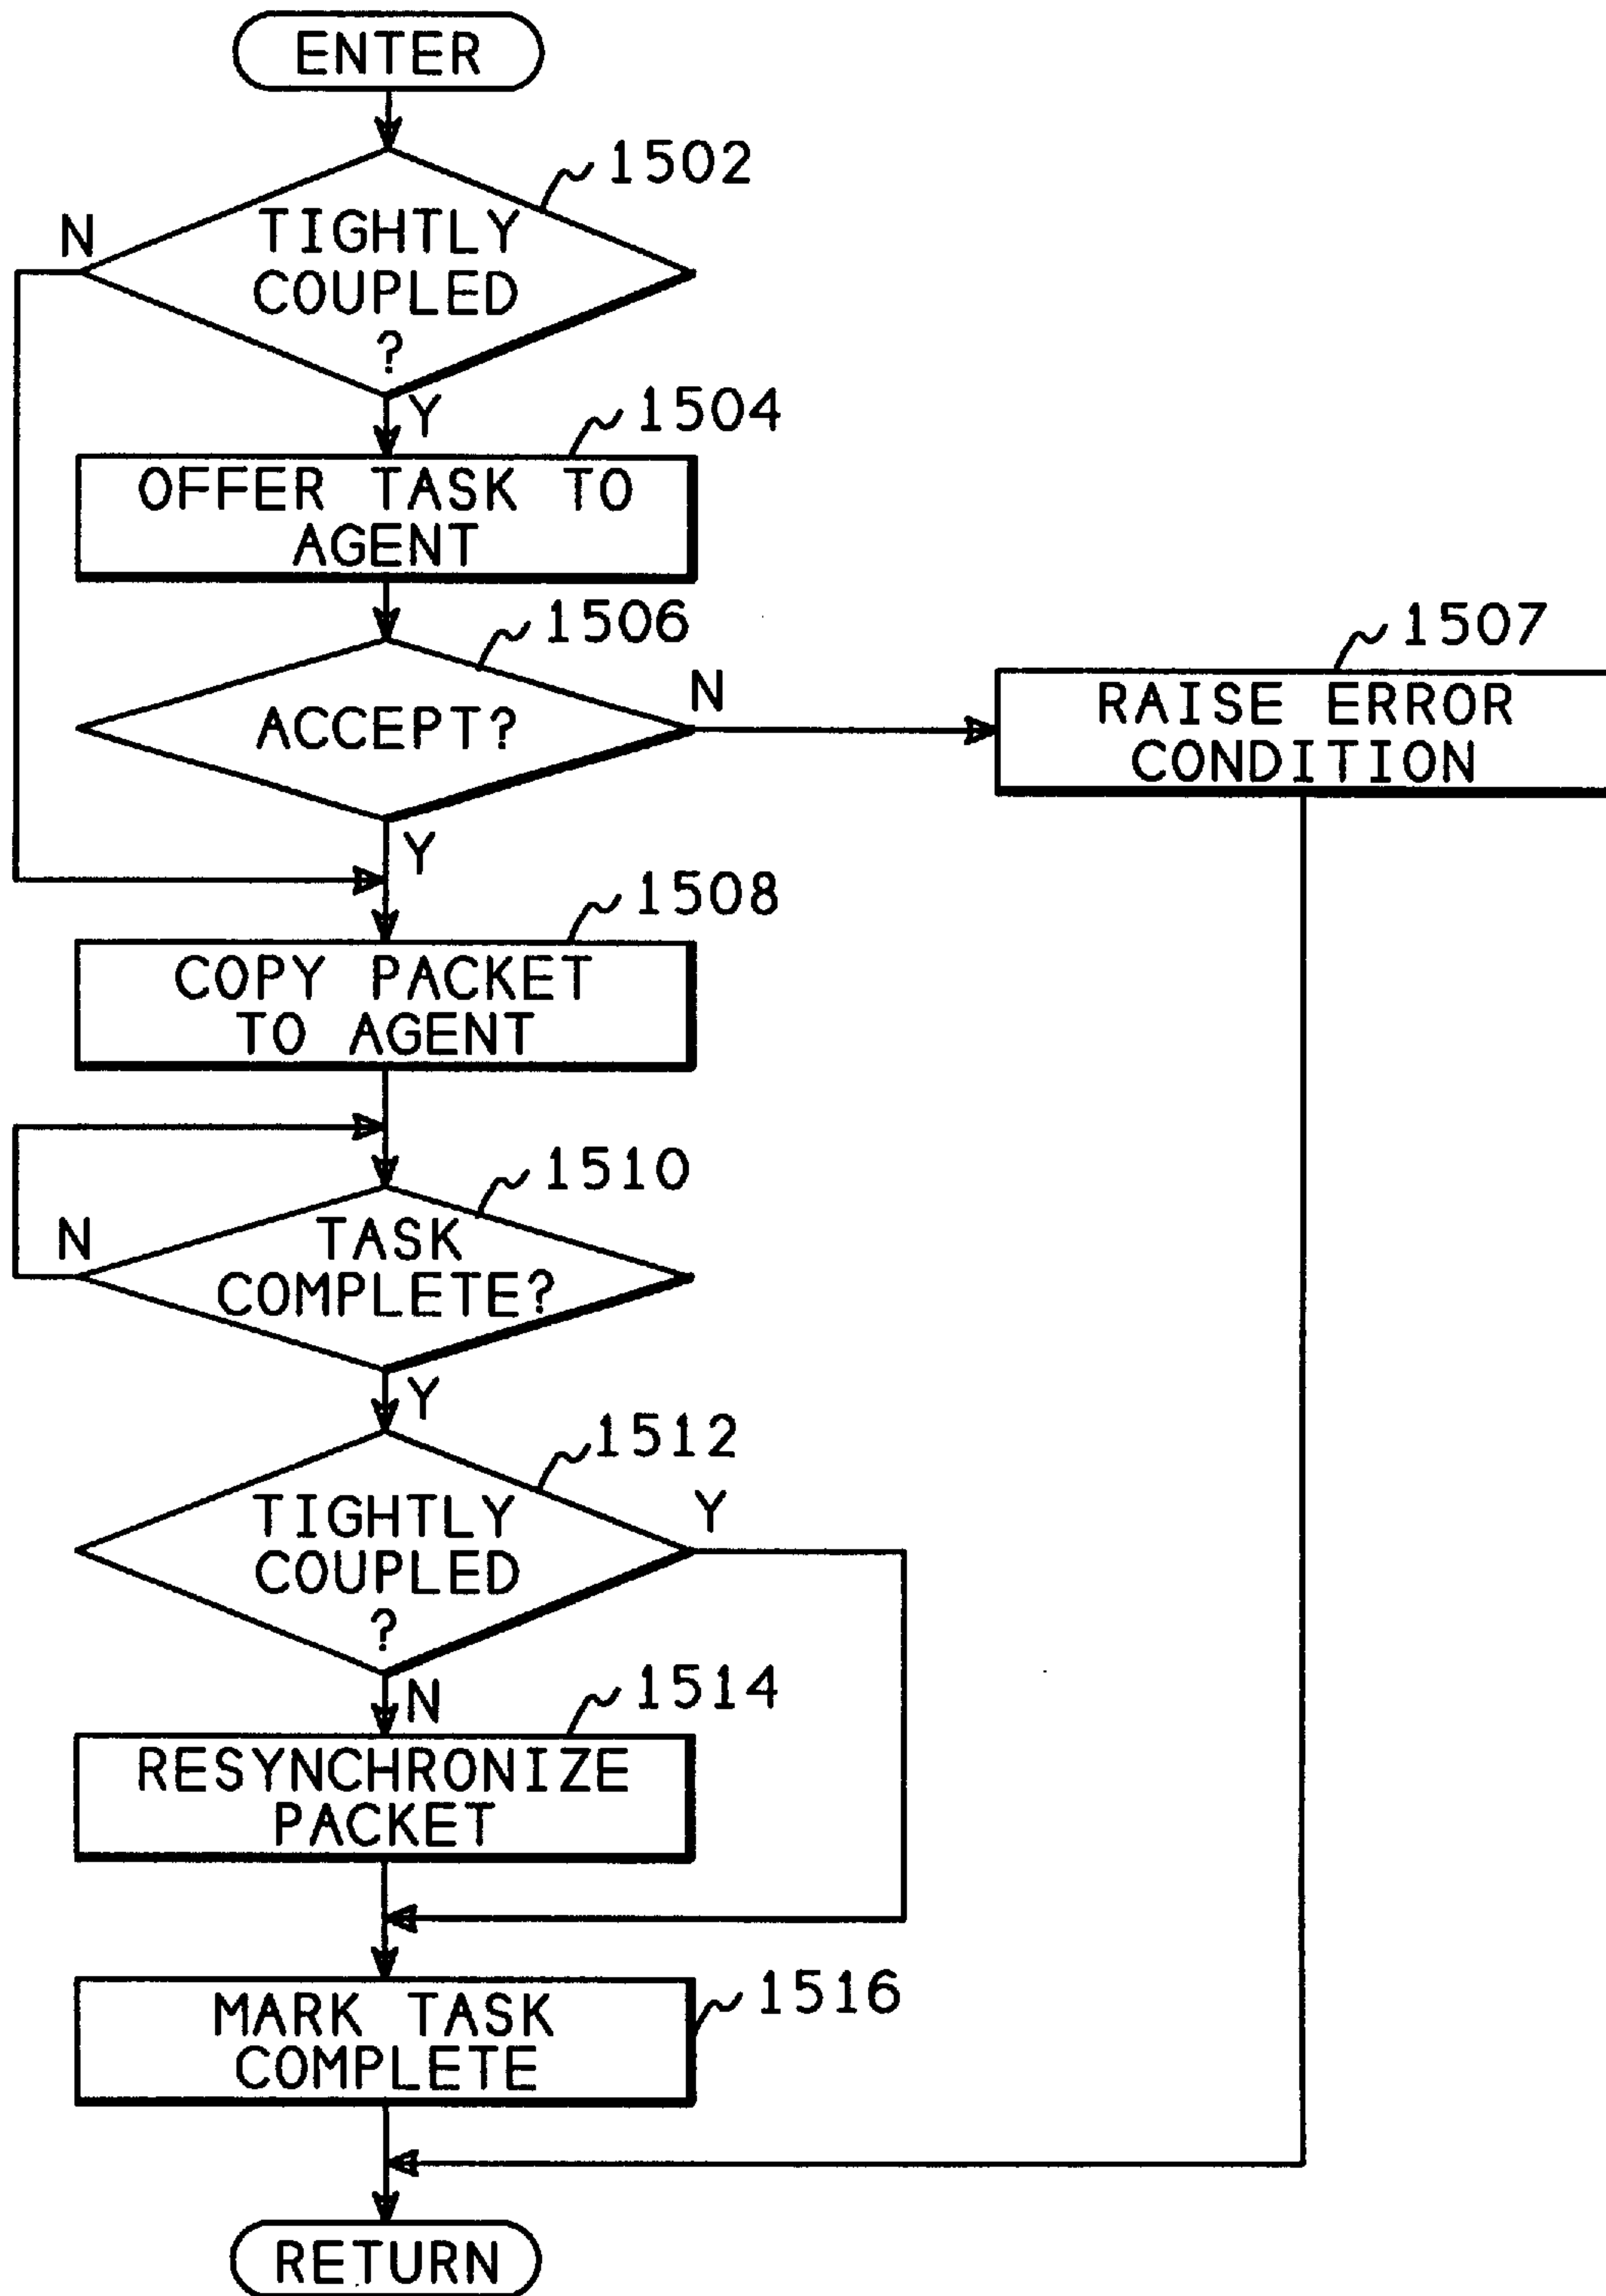 ENTER
1502
N
TIGHTLY
COUPLED
?
Y
1504
OFFER TASK TO
AGENT
1506
ACCEPT?
N
1507
RAISE ERROR
CONDITION
Y
1508
COPY PACKET
TO AGENT
1510
N
TASK
COMPLETE?
Y
1512
TIGHTLY
COUPLED
?
Y
N
1514
RESYNCHRONIZE
PACKET
1516
MARK TASK
COMPLETE
RETURN